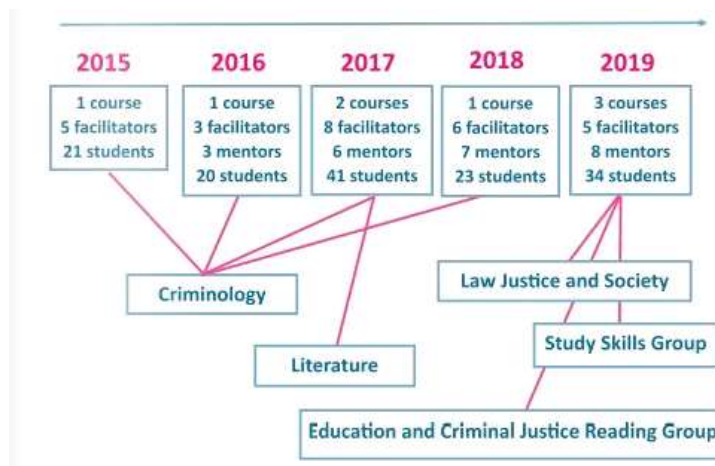 2015
1 course
5 facilitators
21 students
2016
1 course
3 facilitators
3 mentors
20 students
2017
2 courses
8 facilitators
6 mentors
41 students
2018
1 course
6 facilitators
7 mentors
23 students
2019
3 courses
5 facilitators
8 mentors
34 students
Criminology
Law Justice and Society
Study Skills Group
Literature
Education and Criminal Justice Reading Group